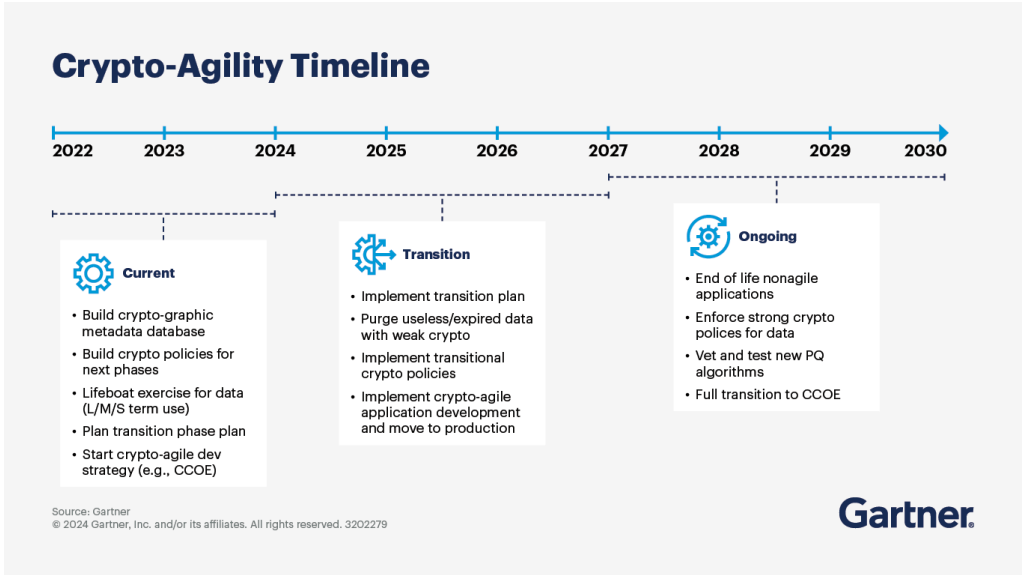 Crypto-Agility Timeline
2022 2023 2024 2025 2026 2027 2028 2029 2030
Current
• Build crypto-graphic
metadata database
• Build crypto policies for
next phases
• Lifeboat exercise for data
(L/M/S term use)
• Plan transition phase plan
• Start crypto-agile dev
strategy (e.g., CCOE)
Transition
• Implement transition plan
• Purge useless/expired data
with weak crypto
• Implement transitional
crypto policies
• Implement crypto-agile
application development
and move to production
Ongoing
• End of life nonagile
applications
• Enforce strong crypto
polices for data
• Vet and test new PQ
algorithms
• Full transition to CCOE
Source: Gartner
© 2024 Gartner, Inc. and/or its affiliates. All rights reserved. 3202279
Gartner®